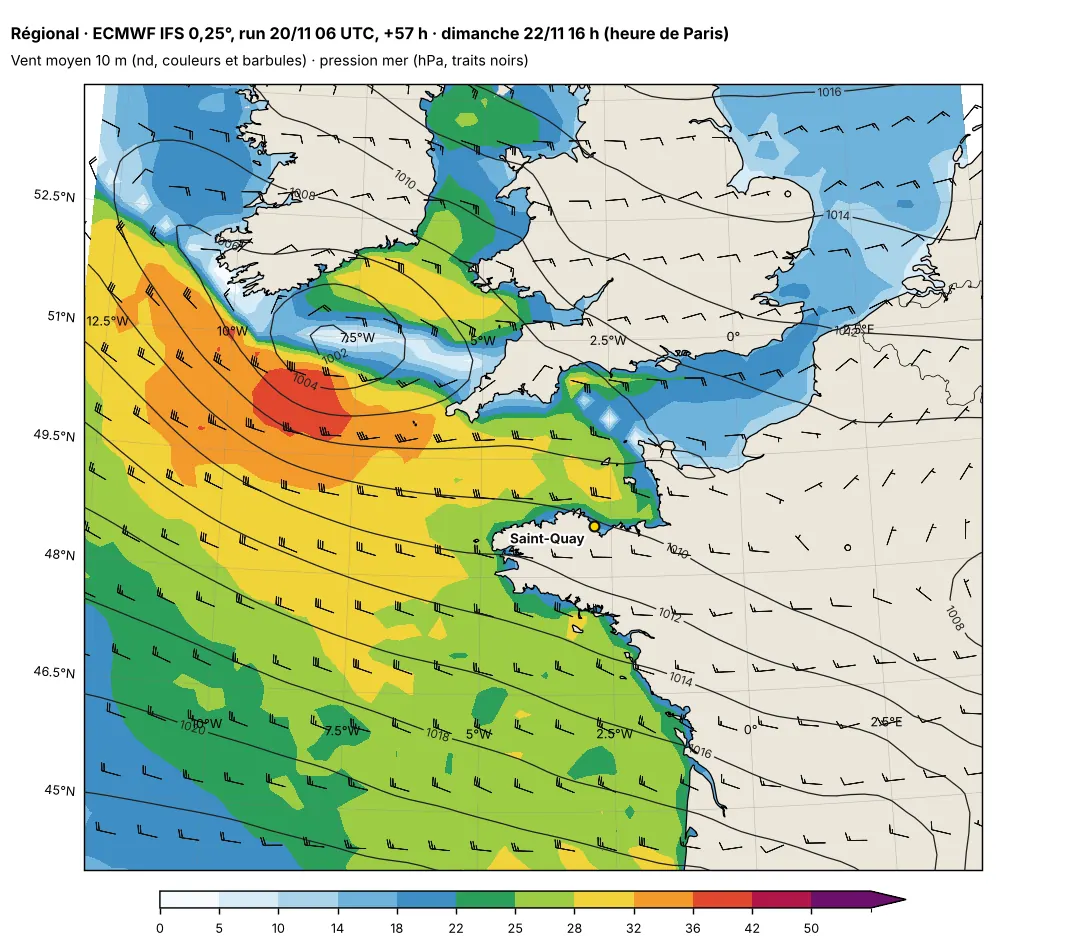 Régional · ECMWF IFS 0,25°, run 20/11 06 UTC, +57 h · dimanche 22/11 16 h (heure de Paris)
Vent moyen 10 m (nd, couleurs et barbules) · pression mer (hPa, traits noirs)
1016
1010
52.5°N
1008
1014
1006
51°N
12.5°W
10°W
7.5°W
5°W
2.5°W
0°
1012
2.5°E
1002
1004
49.5°N
Saint-Quay
1010
48°N
1012
1008
46.5°N
1014
1020
10°W
7.5°W
1018
5°W
2.5°W
0°
2.5°E
1016
45°N
0 5 10 14 18 22 25 28 32 36 42 50